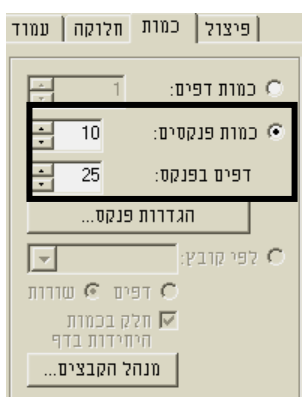 פיצול כמות חלוקה עמוד
כמות דפים: 1
כמות פנקסים: 10
דפים בפנקס: 25
הגדרות פנקס...
לפי קובץ:
דפים שורות
חלק בכמות
היחידות בדף
מנהל הקבצים...